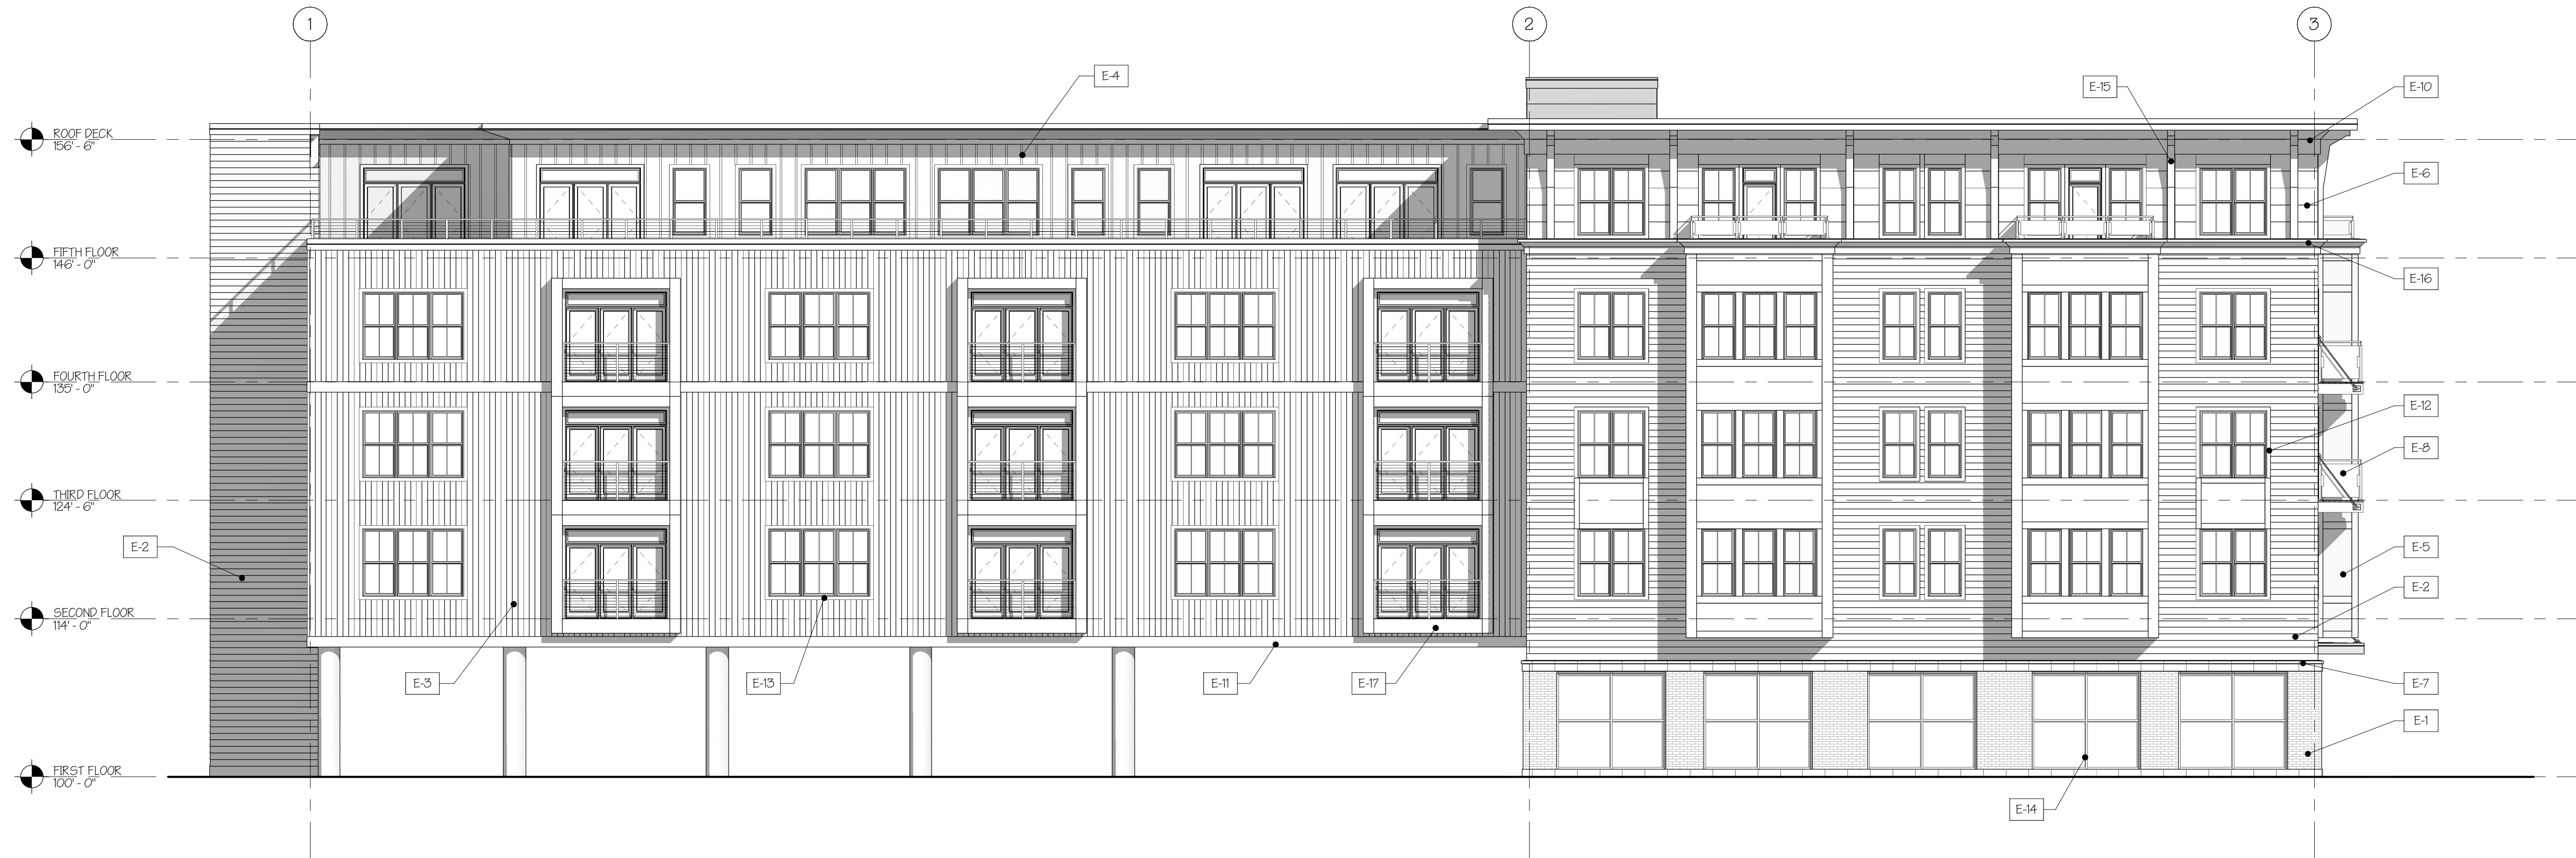 1
2
3
E-4
E-15
E-10
ROOF DECK
156' - 6"
E-6
FIFTH FLOOR
146' - 0"
E-16
FOURTH FLOOR
135' - 0"
E-12
E-8
THIRD FLOOR
124' - 6"
E-2
E-5
E-2
SECOND FLOOR
114' - 0"
E-3
E-13
E-11
E-17
E-7
E-1
FIRST FLOOR
100' - 0"
E-14